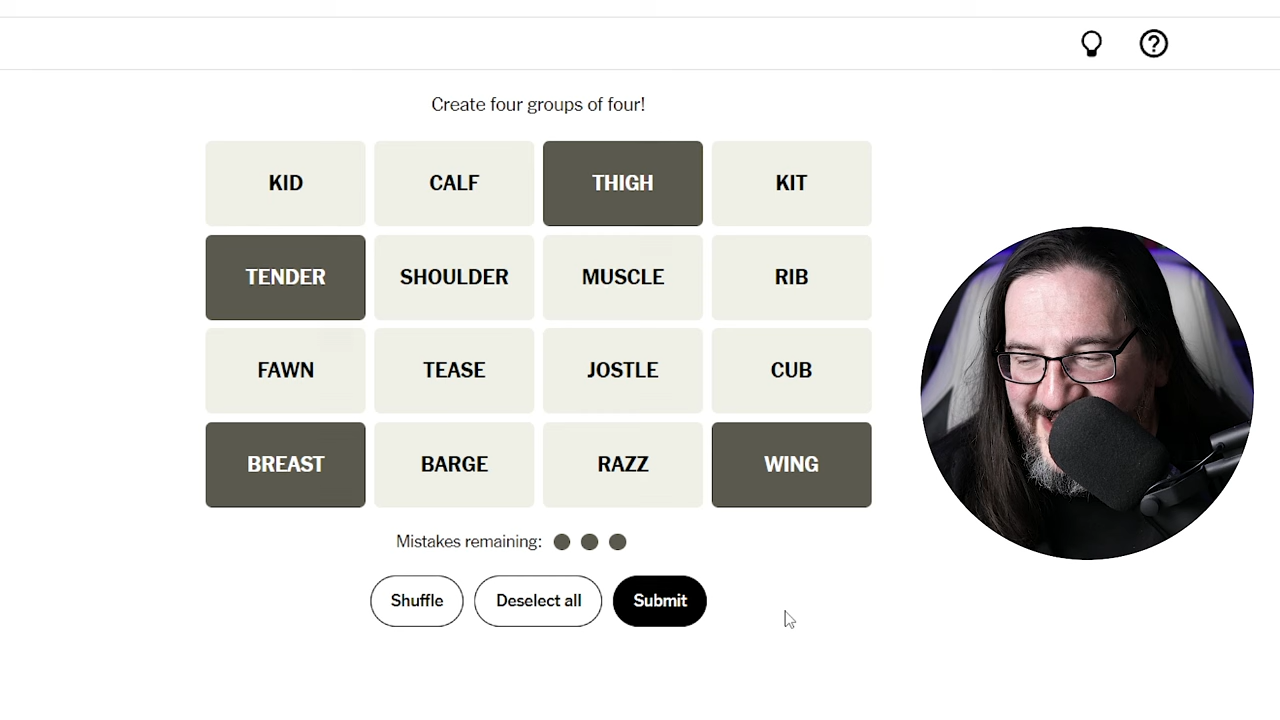 Create four groups of four!
KID CALF THIGH KIT
TENDER SHOULDER MUSCLE RIB
FAWN TEASE JOSTLE CUB
BREAST BARGE RAZZ WING
Mistakes remaining:
Shuffle Deselect all Submit